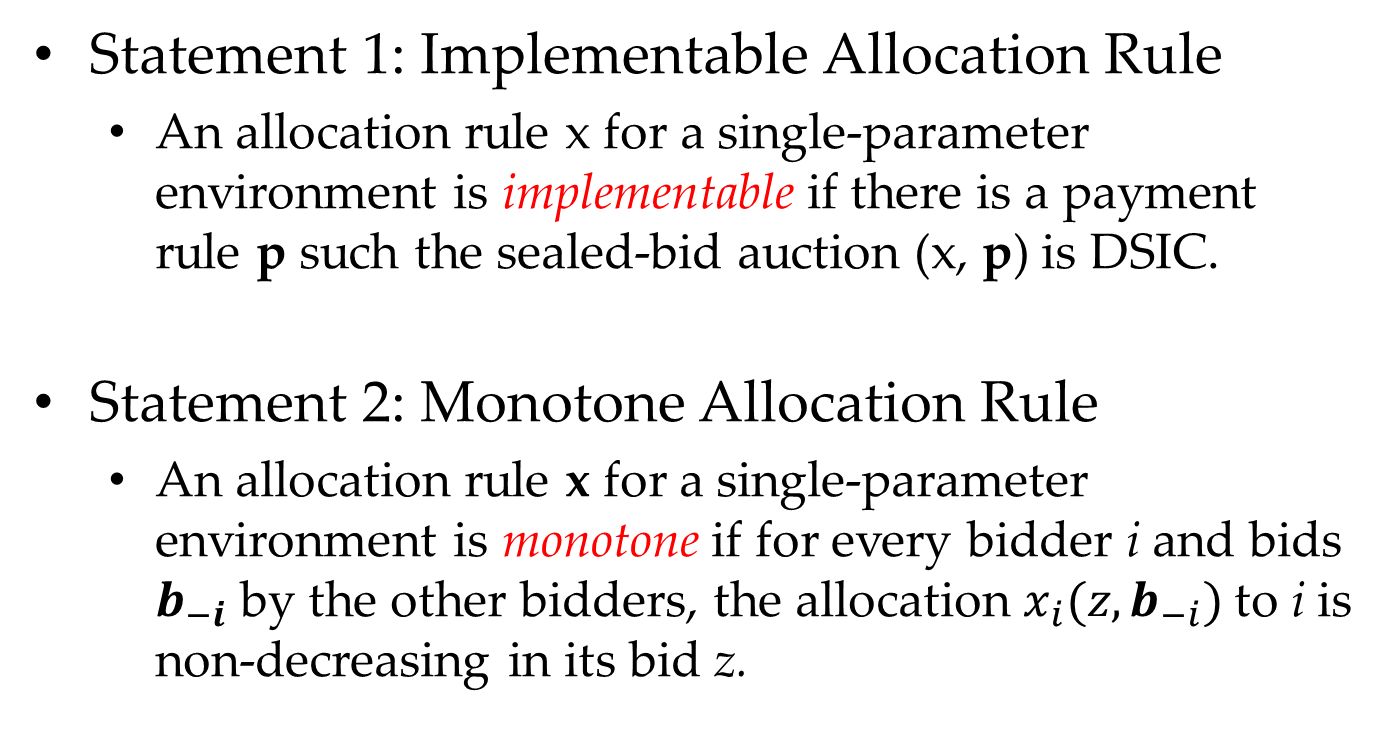 • Statement 1: Implementable Allocation Rule
• An allocation rule x for a single-parameter
environment is implementable if there is a payment
rule p such the sealed-bid auction (x, p) is DSIC.
• Statement 2: Monotone Allocation Rule
• An allocation rule x for a single-parameter
environment is monotone if for every bidder i and bids
b₋ᵢ by the other bidders, the allocation xᵢ(z, b₋ᵢ) to i is
non-decreasing in its bid z.